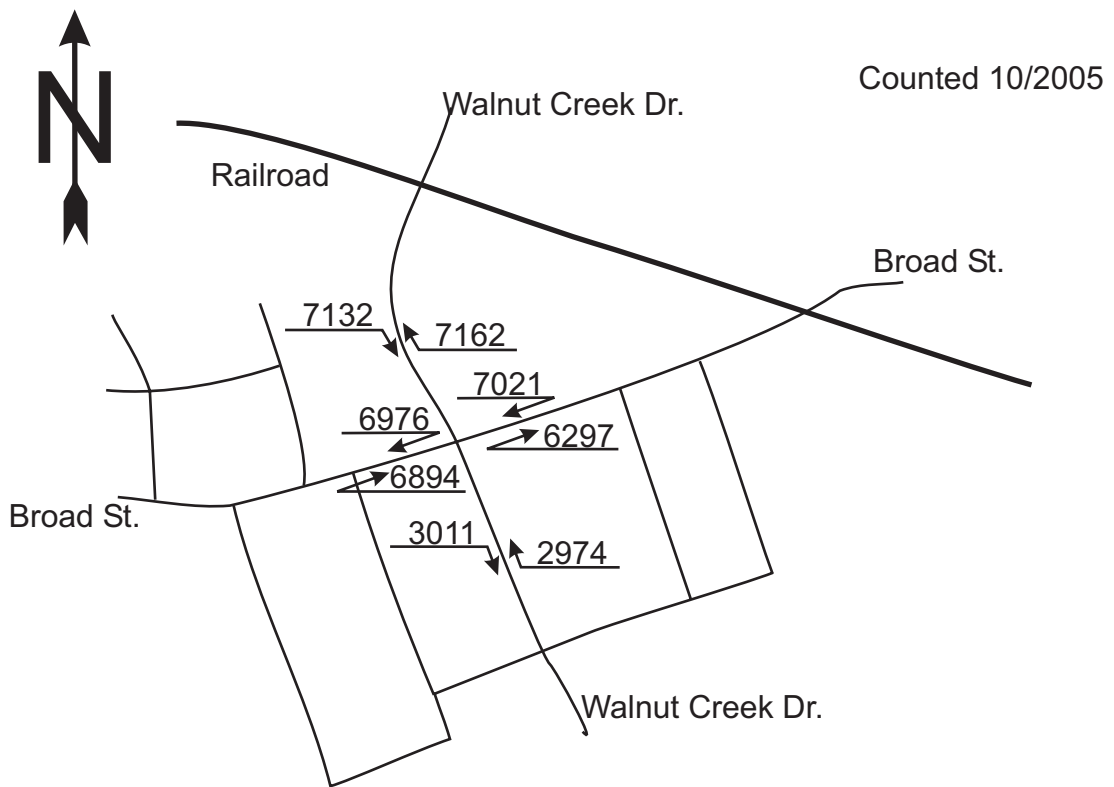 N
Counted 10/2005
Walnut Creek Dr.
Railroad
Broad St.
7132
7162
7021
6976
6297
6894
Broad St.
3011
2974
Walnut Creek Dr.